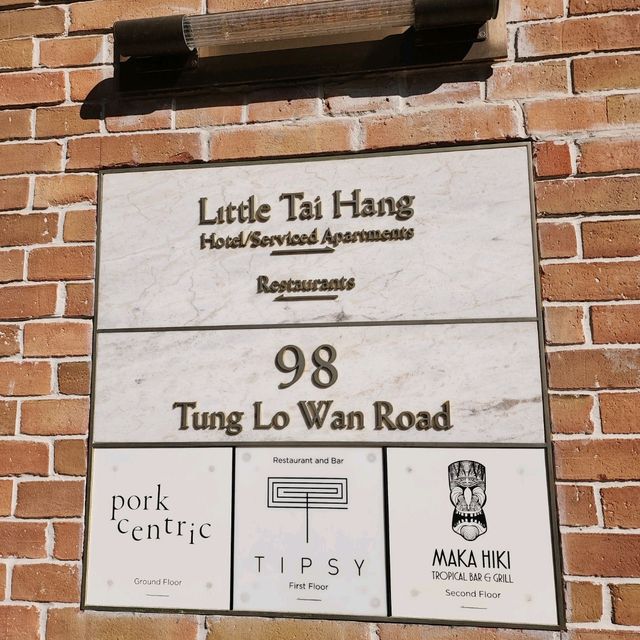 Little Tai Hang
Hotel/Serviced Apartments
Restaurants
98
Tung Lo Wan Road
pork
centric
Ground Floor
Restaurant and Bar
TIPSY
First Floor
MAKA HIKI
TROPICAL BAR & GRILL
Second Floor